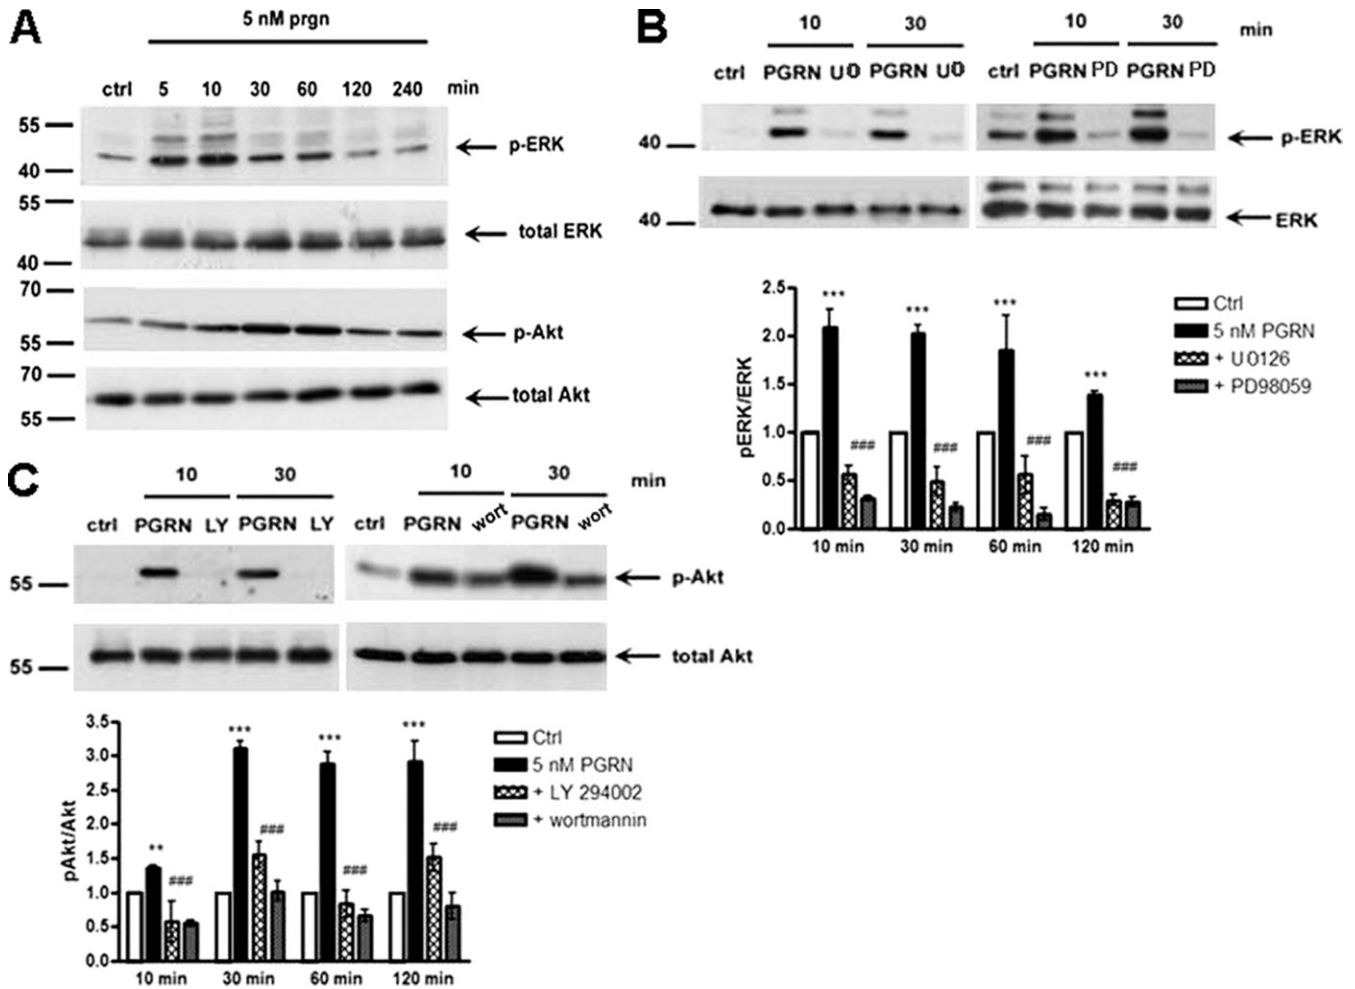 A
5 nM prgn
ctrl 5 10 30 60 120 240 min
55
p-ERK
40
55
total ERK
40
70
p-Akt
55
70
total Akt
55
B
10 30 10 30 min
ctrl PGRN U0 PGRN U0 ctrl PGRN PD PGRN PD
40
p-ERK
40
ERK
2.5
2.0
1.5
1.0
0.5
0.0
pERK/ERK
*** *** *** ***
### ### ### ###
10 min 30 min 60 min 120 min
Ctrl
5 nM PGRN
+ U0126
+ PD98059
C
10 30 10 30 min
ctrl PGRN LY PGRN LY ctrl PGRN wort PGRN wort
55
p-Akt
55
total Akt
3.5
3.0
2.5
2.0
1.5
1.0
0.5
0.0
pAkt/Akt
** *** *** ***
### ### ### ###
10 min 30 min 60 min 120 min
Ctrl
5 nM PGRN
+ LY 294002
+ wortmannin